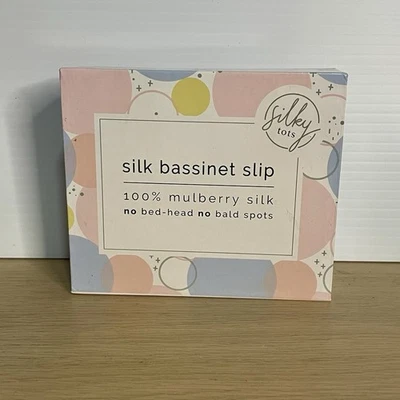 silky
tots
silk bassinet slip
100% mulberry silk
no bed-head no bald spots